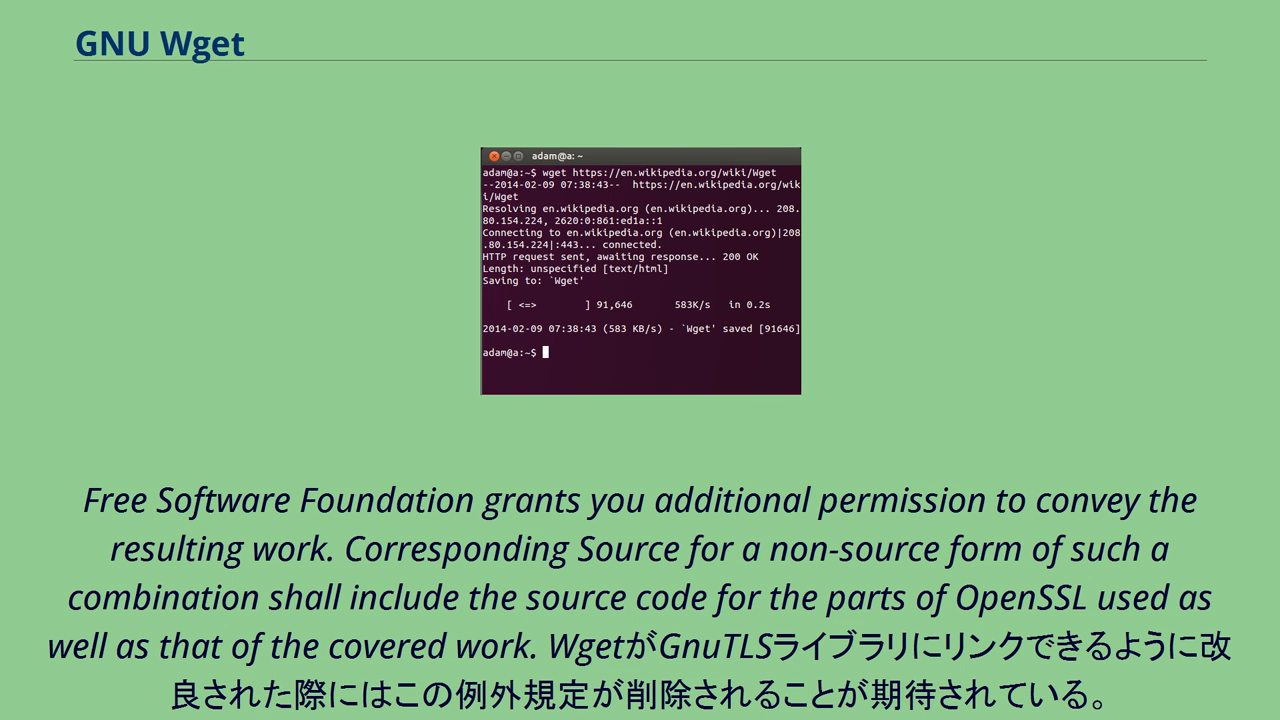 GNU Wget
adam@a: ~
adam@a:~$ wget https://en.wikipedia.org/wiki/Wget
--2014-02-09 07:38:43--  https://en.wikipedia.org/wik
i/Wget
Resolving en.wikipedia.org (en.wikipedia.org)... 208.
80.154.224, 2620:0:861:ed1a::1
Connecting to en.wikipedia.org (en.wikipedia.org)|208
.80.154.224|:443... connected.
HTTP request sent, awaiting response... 200 OK
Length: unspecified [text/html]
Saving to: `Wget'
[ <=> ] 91,646 583K/s in 0.2s
2014-02-09 07:38:43 (583 KB/s) - `Wget' saved [91646]
adam@a:~$
Free Software Foundation grants you additional permission to convey the
resulting work. Corresponding Source for a non-source form of such a
combination shall include the source code for the parts of OpenSSL used as
well as that of the covered work. WgetがGnuTLSライブラリにリンクできるように改
良された際にはこの例外規定が削除されることが期待されている。